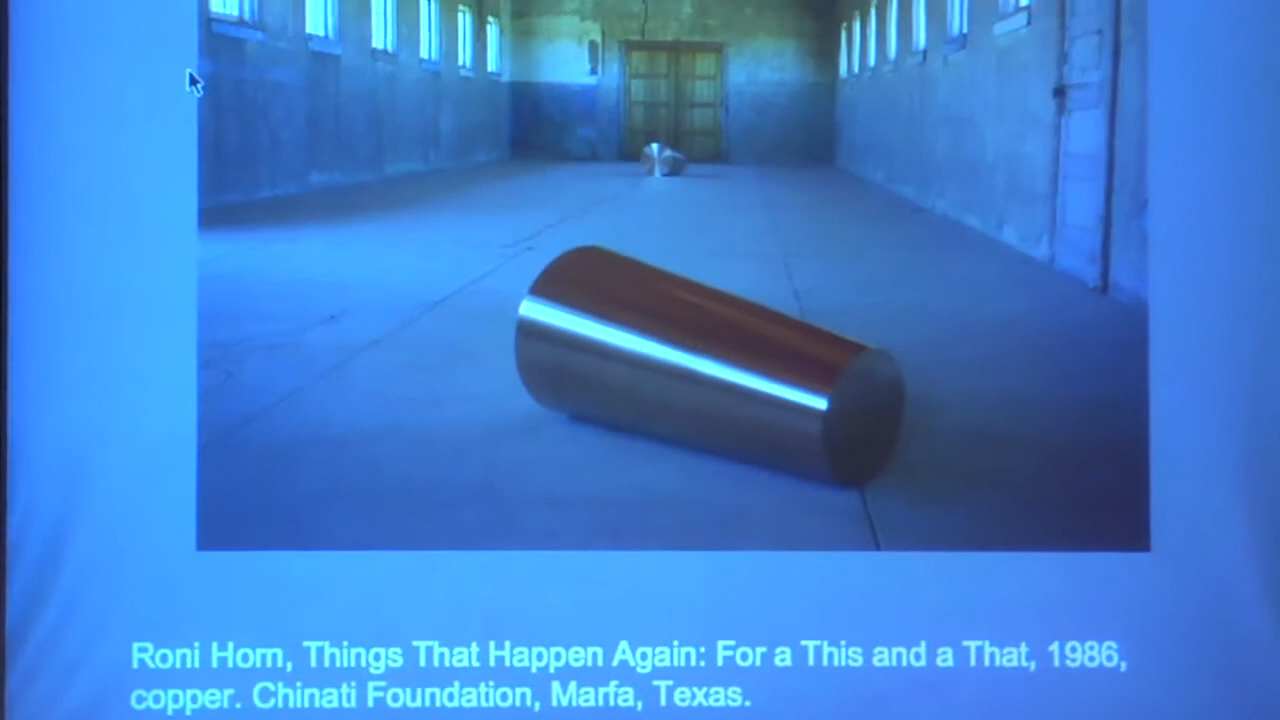 Roni Horn, Things That Happen Again: For a This and a That, 1986,
copper. Chinati Foundation, Marfa, Texas.